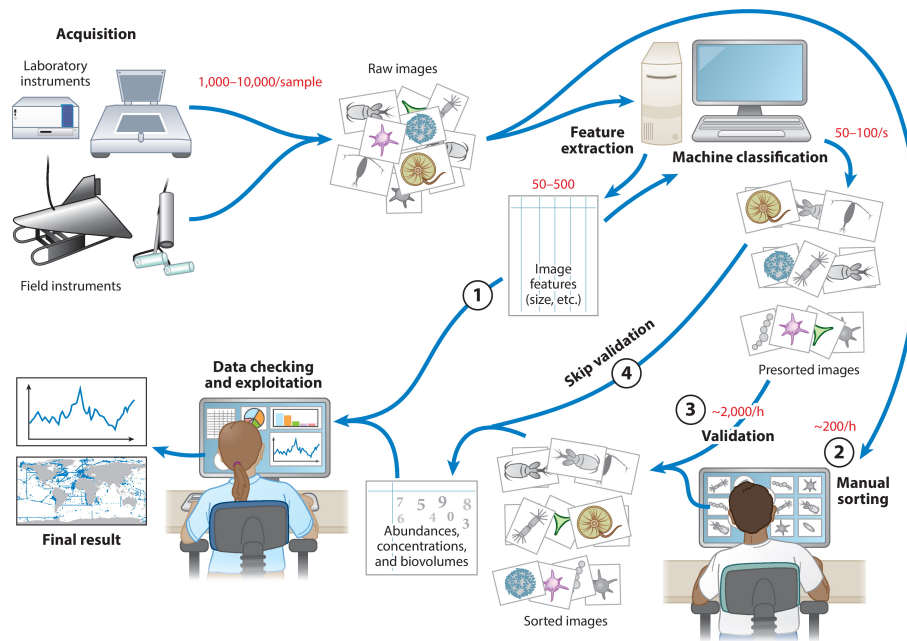 Acquisition
Laboratory
instruments
1,000–10,000/sample
Raw images
Field instruments
Feature
extraction
Machine classification
50–100/s
50–500
Image
features
(size, etc.)
1
Skip validation
4
Presorted images
3
~2,000/h
Validation
~200/h
2
Manual
sorting
Data checking
and exploitation
Final result
7 5 9 8
6 4 0 3
Abundances,
concentrations,
and biovolumes
Sorted images